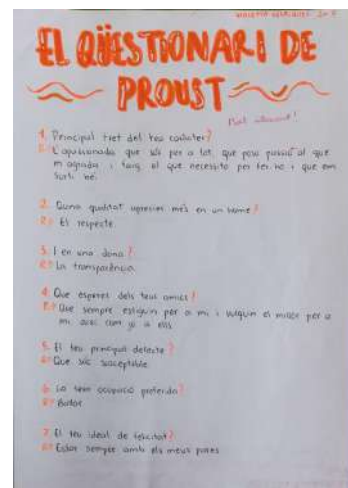 EL QÜESTIONARI DE
PROUST
1. Principal tret del teu caràcter?
R: L'apassionada que sóc per a tot, que poso passió al que
m'agrada i faig el que necessito per fer-ho i que em
surti bé.
2. Quina qualitat aprecies més en un home?
R: El respecte.
3. I en una dona?
R: La transparència.
4. Que esperes dels teus amics?
R: Que sempre estiguin per a mi i vulguin el millor per a
mi així com jo a ells.
5. El teu principal defecte?
R: Que sóc susceptible.
6. La teva ocupació preferida?
R: Ballar
7. El teu ideal de felicitat?
R: Estar sempre amb els meus pares